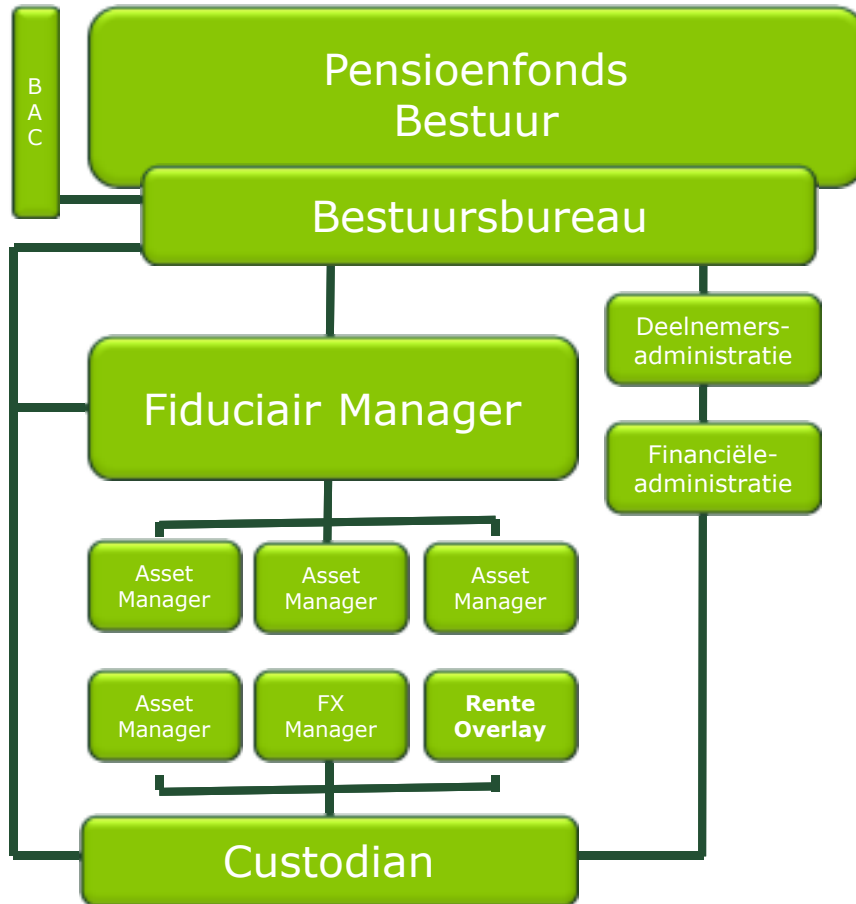 B
A
C
Pensioenfonds
Bestuur
Bestuursbureau
Deelnemers-
administratie
Fiduciair Manager
Financiële-
administratie
Asset
Manager
Asset
Manager
Asset
Manager
Asset
Manager
FX
Manager
Rente
Overlay
Custodian